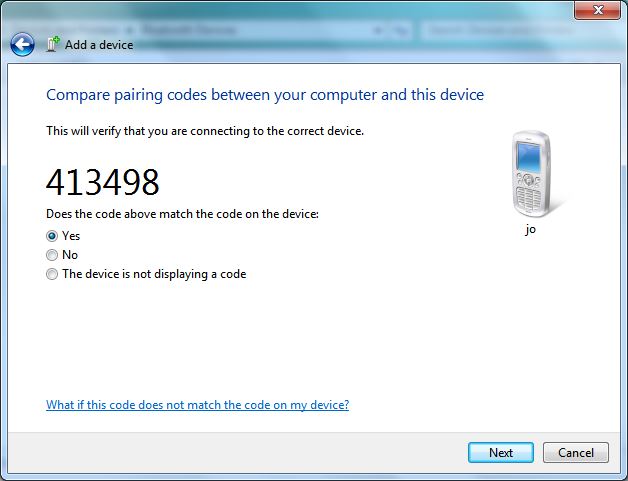 Add a device
Compare pairing codes between your computer and this device
This will verify that you are connecting to the correct device.
413498
Does the code above match the code on the device:
Yes
No
The device is not displaying a code
jo
What if this code does not match the code on my device?
Next
Cancel